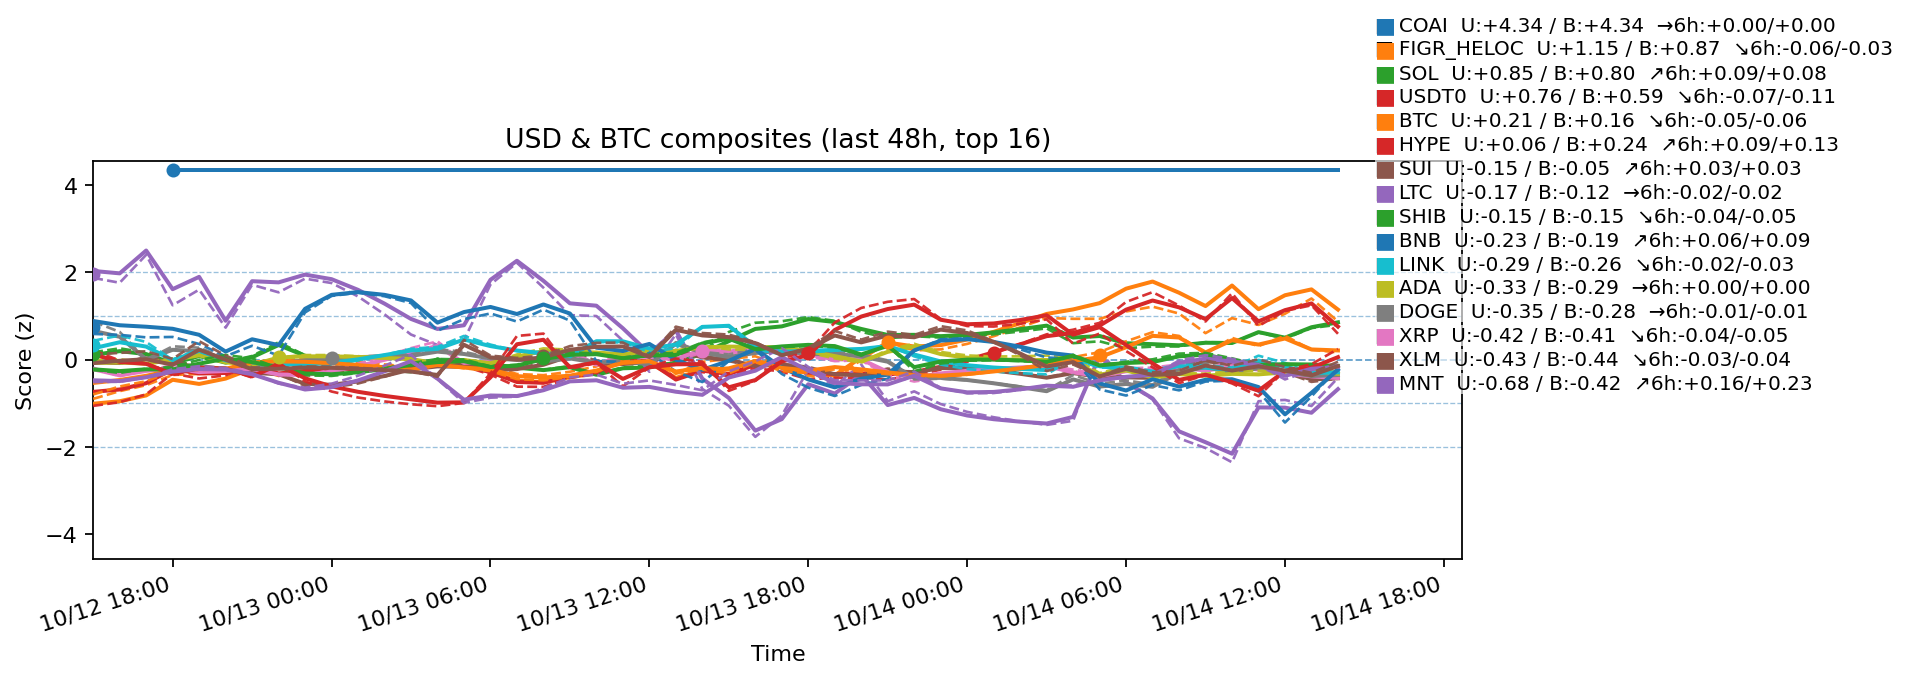 COAI U:+4.34 / B:+4.34 →6h:+0.00/+0.00
FIGR_HELOC U:+1.15 / B:+0.87 ↘6h:-0.06/-0.03
SOL U:+0.85 / B:+0.80 ↗6h:+0.09/+0.08
USDT0 U:+0.76 / B:+0.59 ↘6h:-0.07/-0.11
BTC U:+0.21 / B:+0.16 ↘6h:-0.05/-0.06
HYPE U:+0.06 / B:+0.24 ↗6h:+0.09/+0.13
SUI U:-0.15 / B:-0.05 ↗6h:+0.03/+0.03
LTC U:-0.17 / B:-0.12 →6h:-0.02/-0.02
SHIB U:-0.15 / B:-0.15 ↘6h:-0.04/-0.05
BNB U:-0.23 / B:-0.19 ↗6h:+0.06/+0.09
LINK U:-0.29 / B:-0.26 ↘6h:-0.02/-0.03
ADA U:-0.33 / B:-0.29 →6h:+0.00/+0.00
DOGE U:-0.35 / B:-0.28 →6h:-0.01/-0.01
XRP U:-0.42 / B:-0.41 ↘6h:-0.04/-0.05
XLM U:-0.43 / B:-0.44 ↘6h:-0.03/-0.04
MNT U:-0.68 / B:-0.42 ↗6h:+0.16/+0.23
USD & BTC composites (last 48h, top 16)
Score (z)
4
2
0
−2
−4
10/12 18:00
10/13 00:00
10/13 06:00
10/13 12:00
10/13 18:00
10/14 00:00
10/14 06:00
10/14 12:00
10/14 18:00
Time